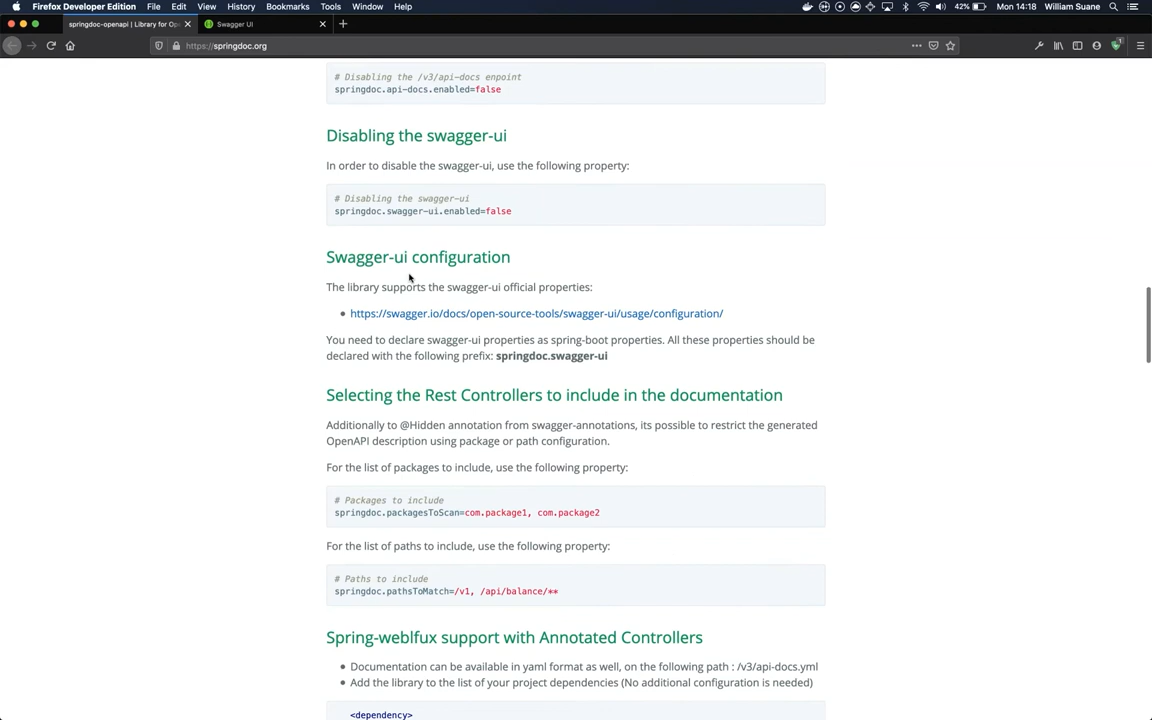 Firefox Developer Edition File Edit View History Bookmarks Tools Window Help 42% Mon 14:18 William Suane
springdoc-openapi | Library for Op Swagger UI
https://springdoc.org
# Disabling the /v3/api-docs enpoint
springdoc.api-docs.enabled=false
Disabling the swagger-ui
In order to disable the swagger-ui, use the following property:
# Disabling the swagger-ui
springdoc.swagger-ui.enabled=false
Swagger-ui configuration
The library supports the swagger-ui official properties:
https://swagger.io/docs/open-source-tools/swagger-ui/usage/configuration/
You need to declare swagger-ui properties as spring-boot properties. All these properties should be
declared with the following prefix: springdoc.swagger-ui
Selecting the Rest Controllers to include in the documentation
Additionally to @Hidden annotation from swagger-annotations, its possible to restrict the generated
OpenAPI description using package or path configuration.
For the list of packages to include, use the following property:
# Packages to include
springdoc.packagesToScan=com.package1, com.package2
For the list of paths to include, use the following property:
# Paths to include
springdoc.pathsToMatch=/v1, /api/balance/**
Spring-weblfux support with Annotated Controllers
Documentation can be available in yaml format as well, on the following path : /v3/api-docs.yml
Add the library to the list of your project dependencies (No additional configuration is needed)
<dependency>